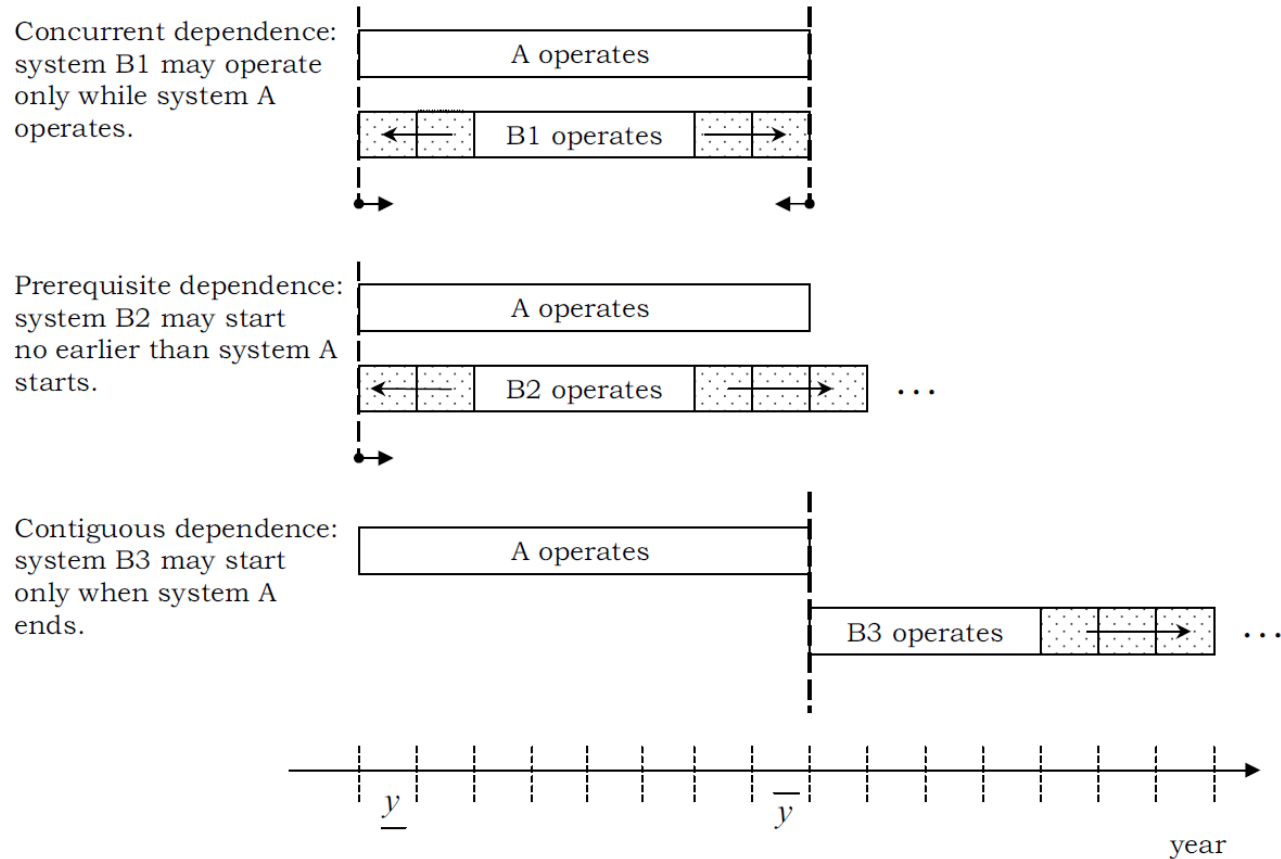 Concurrent dependence:
system B1 may operate
only while system A
operates.
A operates
B1 operates
Prerequisite dependence:
system B2 may start
no earlier than system A
starts.
A operates
B2 operates
...
Contiguous dependence:
system B3 may start
only when system A
ends.
A operates
B3 operates
...
y
y
year